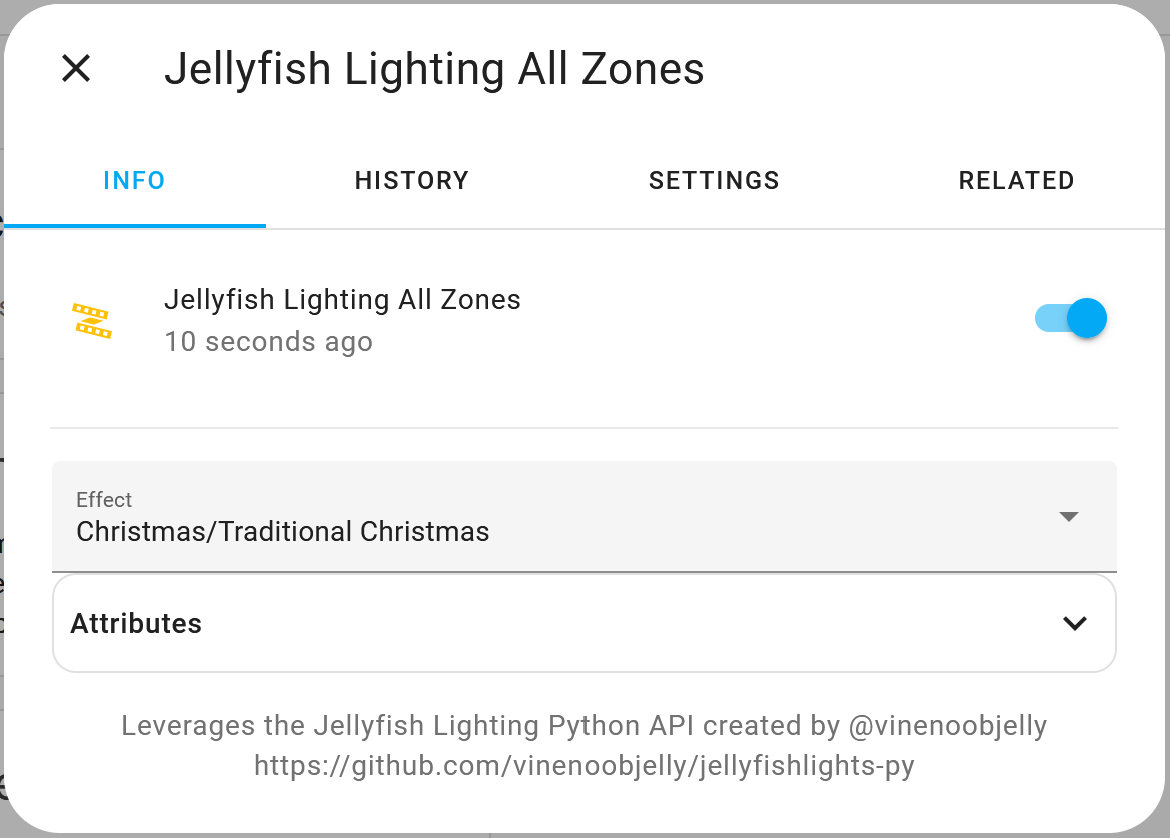 Jellyfish Lighting All Zones
INFO
HISTORY
SETTINGS
RELATED
Jellyfish Lighting All Zones
10 seconds ago
Effect
Christmas/Traditional Christmas
Attributes
Leverages the Jellyfish Lighting Python API created by @vinenoobjelly
https://github.com/vinenoobjelly/jellyfishlights-py